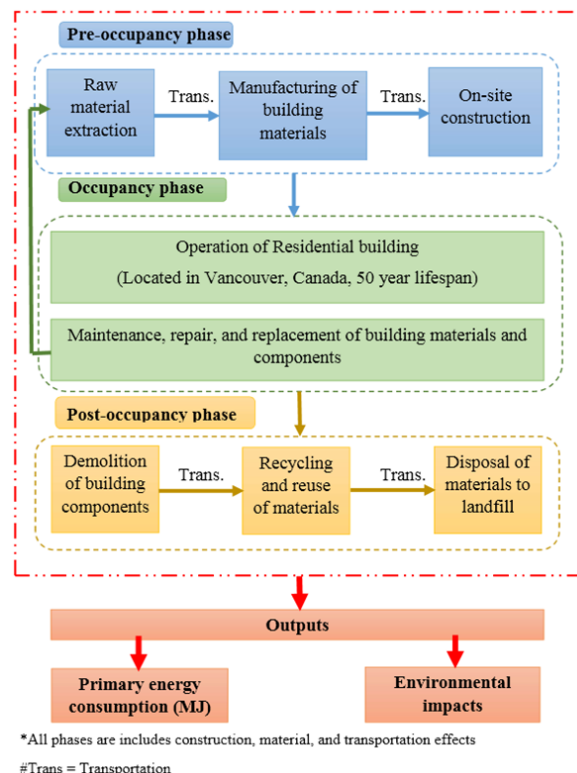 Pre-occupancy phase
Raw
material
extraction
Trans.
Manufacturing of
building
materials
Trans.
On-site
construction
Occupancy phase
Operation of Residential building
(Located in Vancouver, Canada, 50 year lifespan)
Maintenance, repair, and replacement of building materials and
components
Post-occupancy phase
Demolition
of building
components
Trans.
Recycling
and reuse
of materials
Trans.
Disposal of
materials to
landfill
Outputs
Primary energy
consumption (MJ)
Environmental
impacts
*All phases are includes construction, material, and transportation effects
#Trans = Transportation